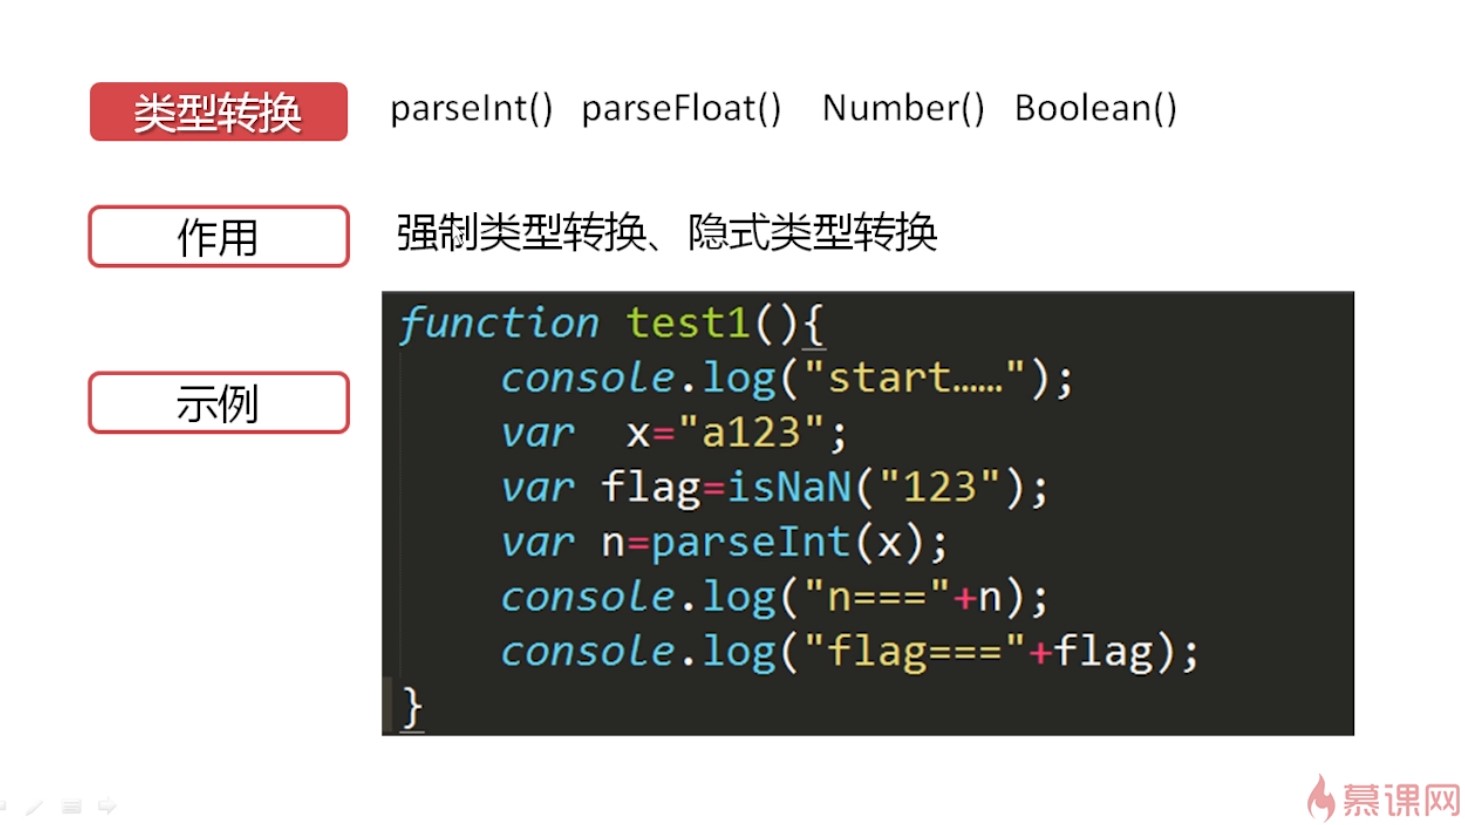 类型转换 parseInt() parseFloat() Number() Boolean()
作用 强制类型转换、隐式类型转换
示例
function test1(){
console.log("start……");
var x="a123";
var flag=isNaN("123");
var n=parseInt(x);
console.log("n==="+n);
console.log("flag==="+flag);
}
慕课网